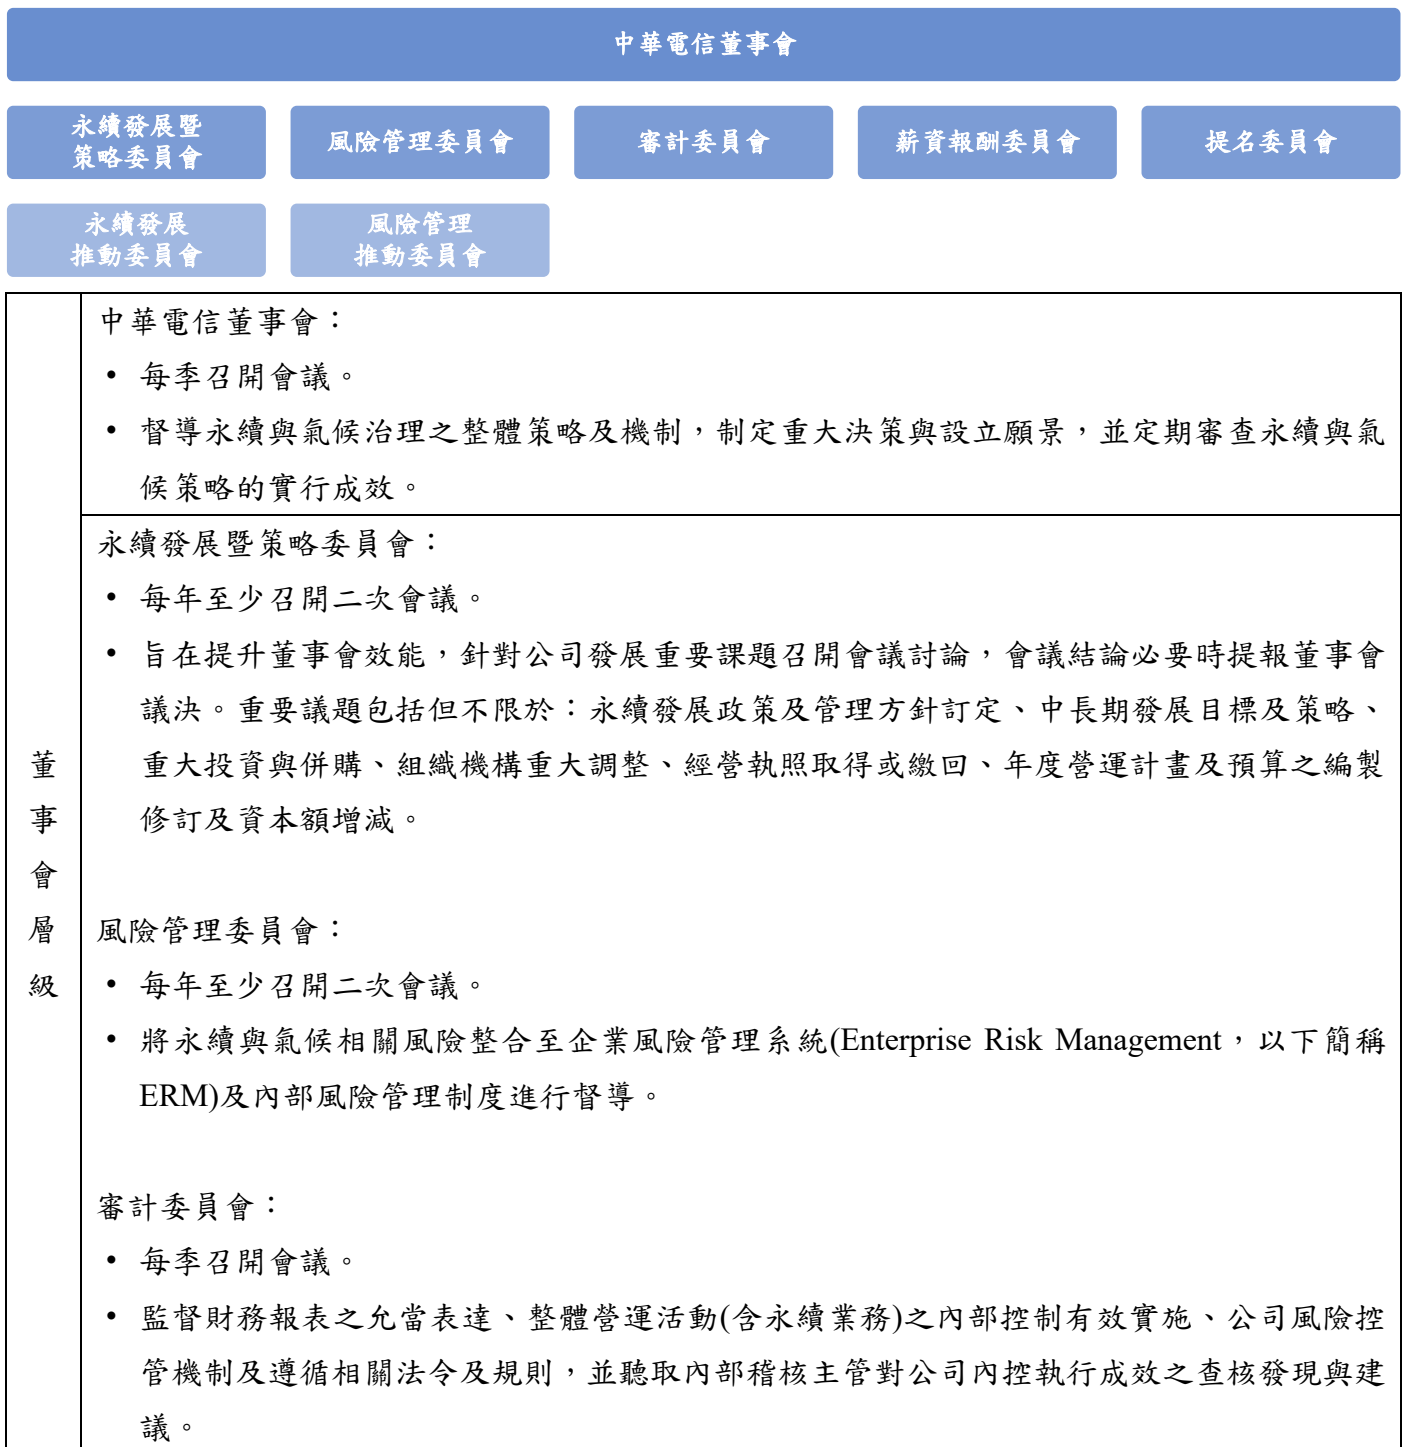 中華電信董事會
永續發展暨
策略委員會
風險管理委員會
審計委員會
薪資報酬委員會
提名委員會
永續發展
推動委員會
風險管理
推動委員會
董
事
會
層
級
中華電信董事會：
• 每季召開會議。
• 督導永續與氣候治理之整體策略及機制，制定重大決策與設立願景，並定期審查永續與氣
候策略的實行成效。
永續發展暨策略委員會：
• 每年至少召開二次會議。
• 旨在提升董事會效能，針對公司發展重要課題召開會議討論，會議結論必要時提報董事會
議決。重要議題包括但不限於：永續發展政策及管理方針訂定、中長期發展目標及策略、
重大投資與併購、組織機構重大調整、經營執照取得或繳回、年度營運計畫及預算之編製
修訂及資本額增減。
風險管理委員會：
• 每年至少召開二次會議。
• 將永續與氣候相關風險整合至企業風險管理系統(Enterprise Risk Management，以下簡稱
ERM)及內部風險管理制度進行督導。
審計委員會：
• 每季召開會議。
• 監督財務報表之允當表達、整體營運活動(含永續業務)之內部控制有效實施、公司風險控
管機制及遵循相關法令及規則，並聽取內部稽核主管對公司內控執行成效之查核發現與建
議。